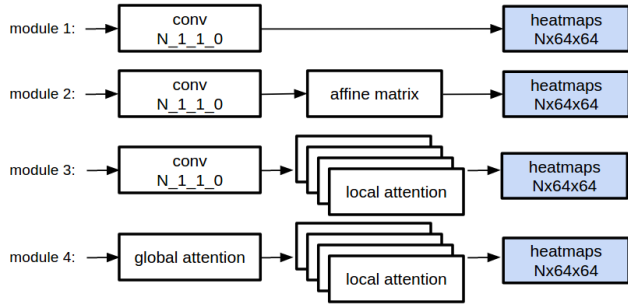 module 1:
conv
N_1_1_0
heatmaps
Nx64x64
module 2:
conv
N_1_1_0
affine matrix
heatmaps
Nx64x64
module 3:
conv
N_1_1_0
local attention
heatmaps
Nx64x64
module 4:
global attention
local attention
heatmaps
Nx64x64